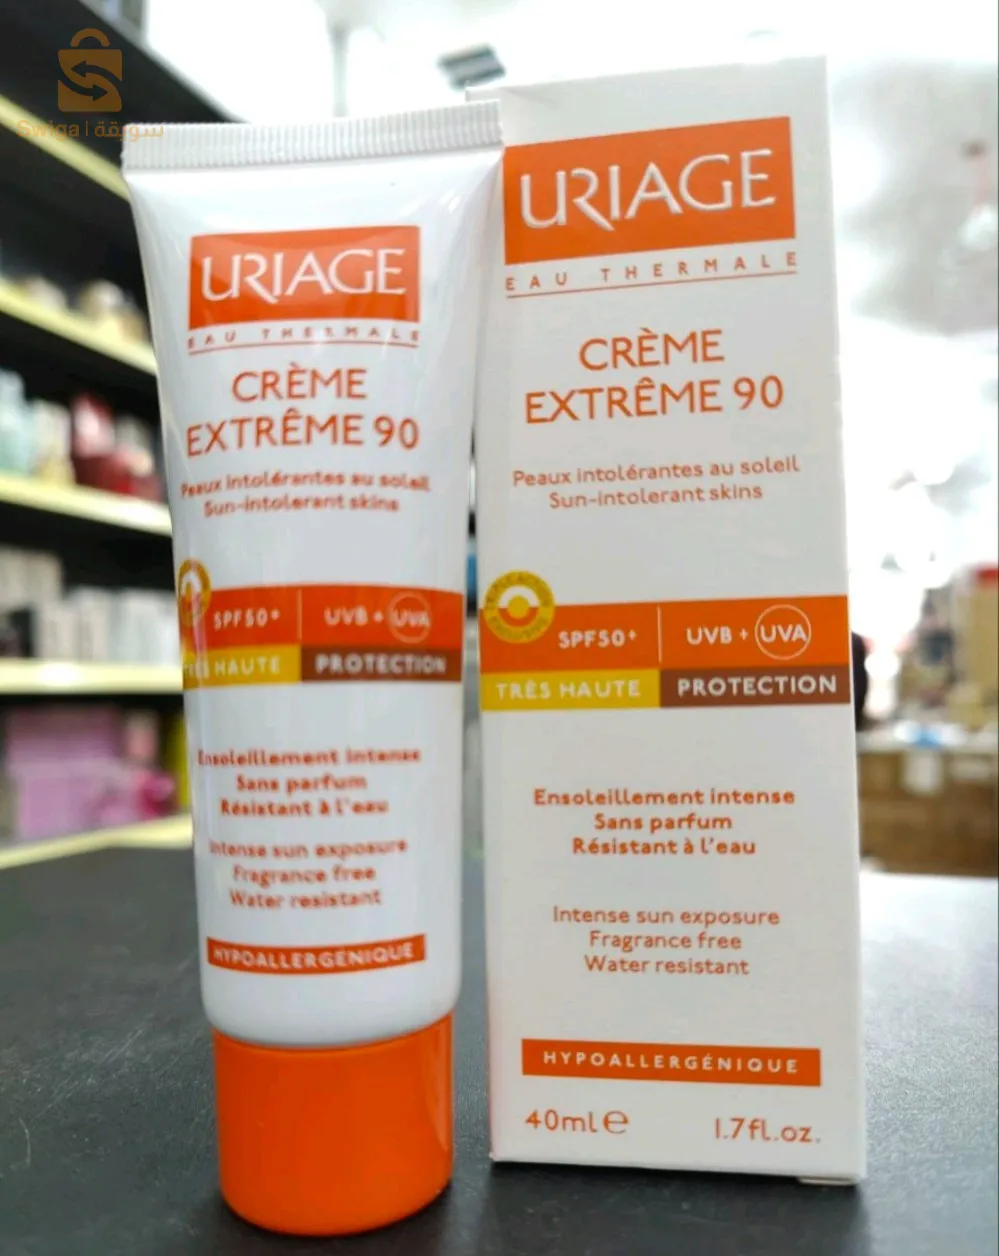 Swiqa | سويقة
URIAGE
EAU THERMALE
CRÈME
EXTRÊME 90
Peaux intolérantes au soleil
Sun-intolerant skins
SPF50+ UVB + UVA
TRÈS HAUTE PROTECTION
Ensoleillement intense
Sans parfum
Résistant à l'eau
Intense sun exposure
Fragrance free
Water resistant
HYPOALLERGÉNIQUE
URIAGE
EAU THERMALE
CRÈME
EXTRÊME 90
Peaux intolérantes au soleil
Sun-intolerant skins
SPF50+ UVB + UVA
TRÈS HAUTE PROTECTION
Ensoleillement intense
Sans parfum
Résistant à l'eau
Intense sun exposure
Fragrance free
Water resistant
HYPOALLERGÉNIQUE
40ml e 1.7fl.oz.